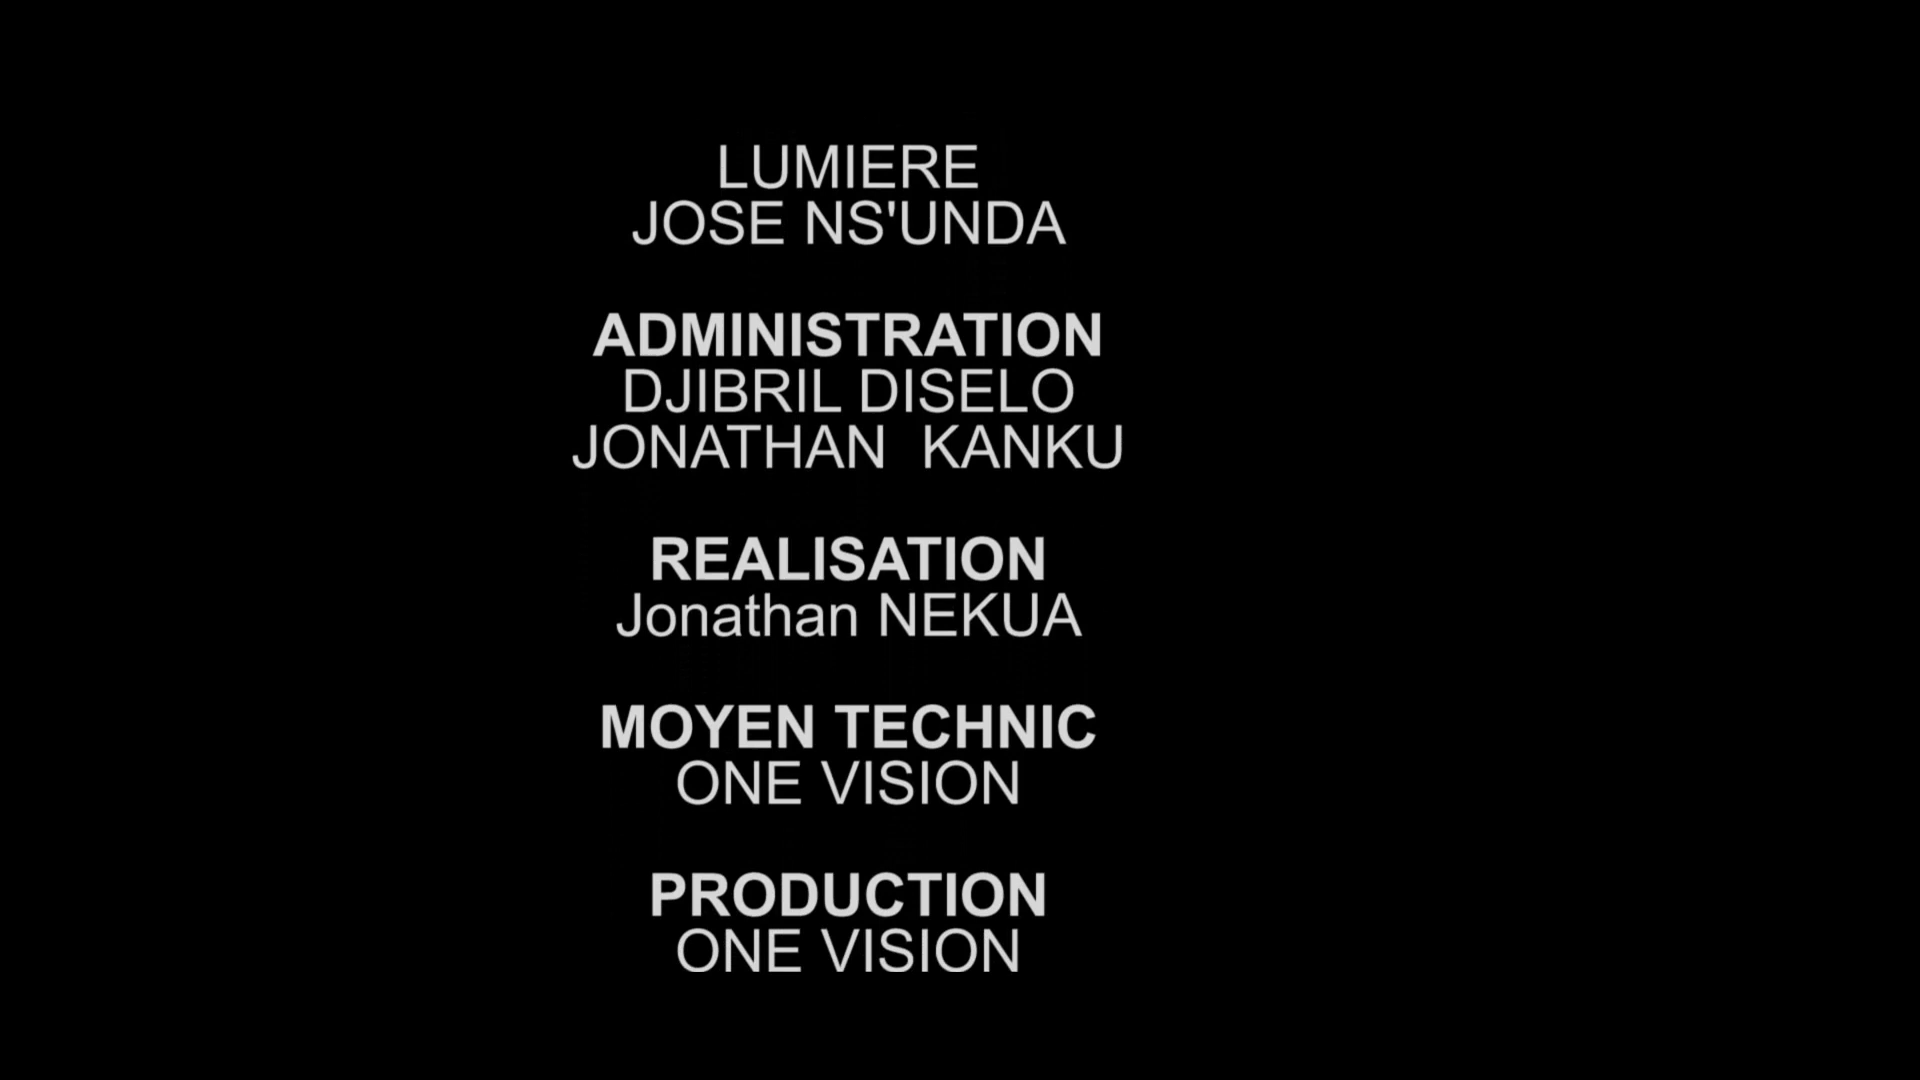 LUMIERE
JOSE NS'UNDA
ADMINISTRATION
DJIBRIL DISELO
JONATHAN  KANKU
REALISATION
Jonathan NEKUA
MOYEN TECHNIC
ONE VISION
PRODUCTION
ONE VISION